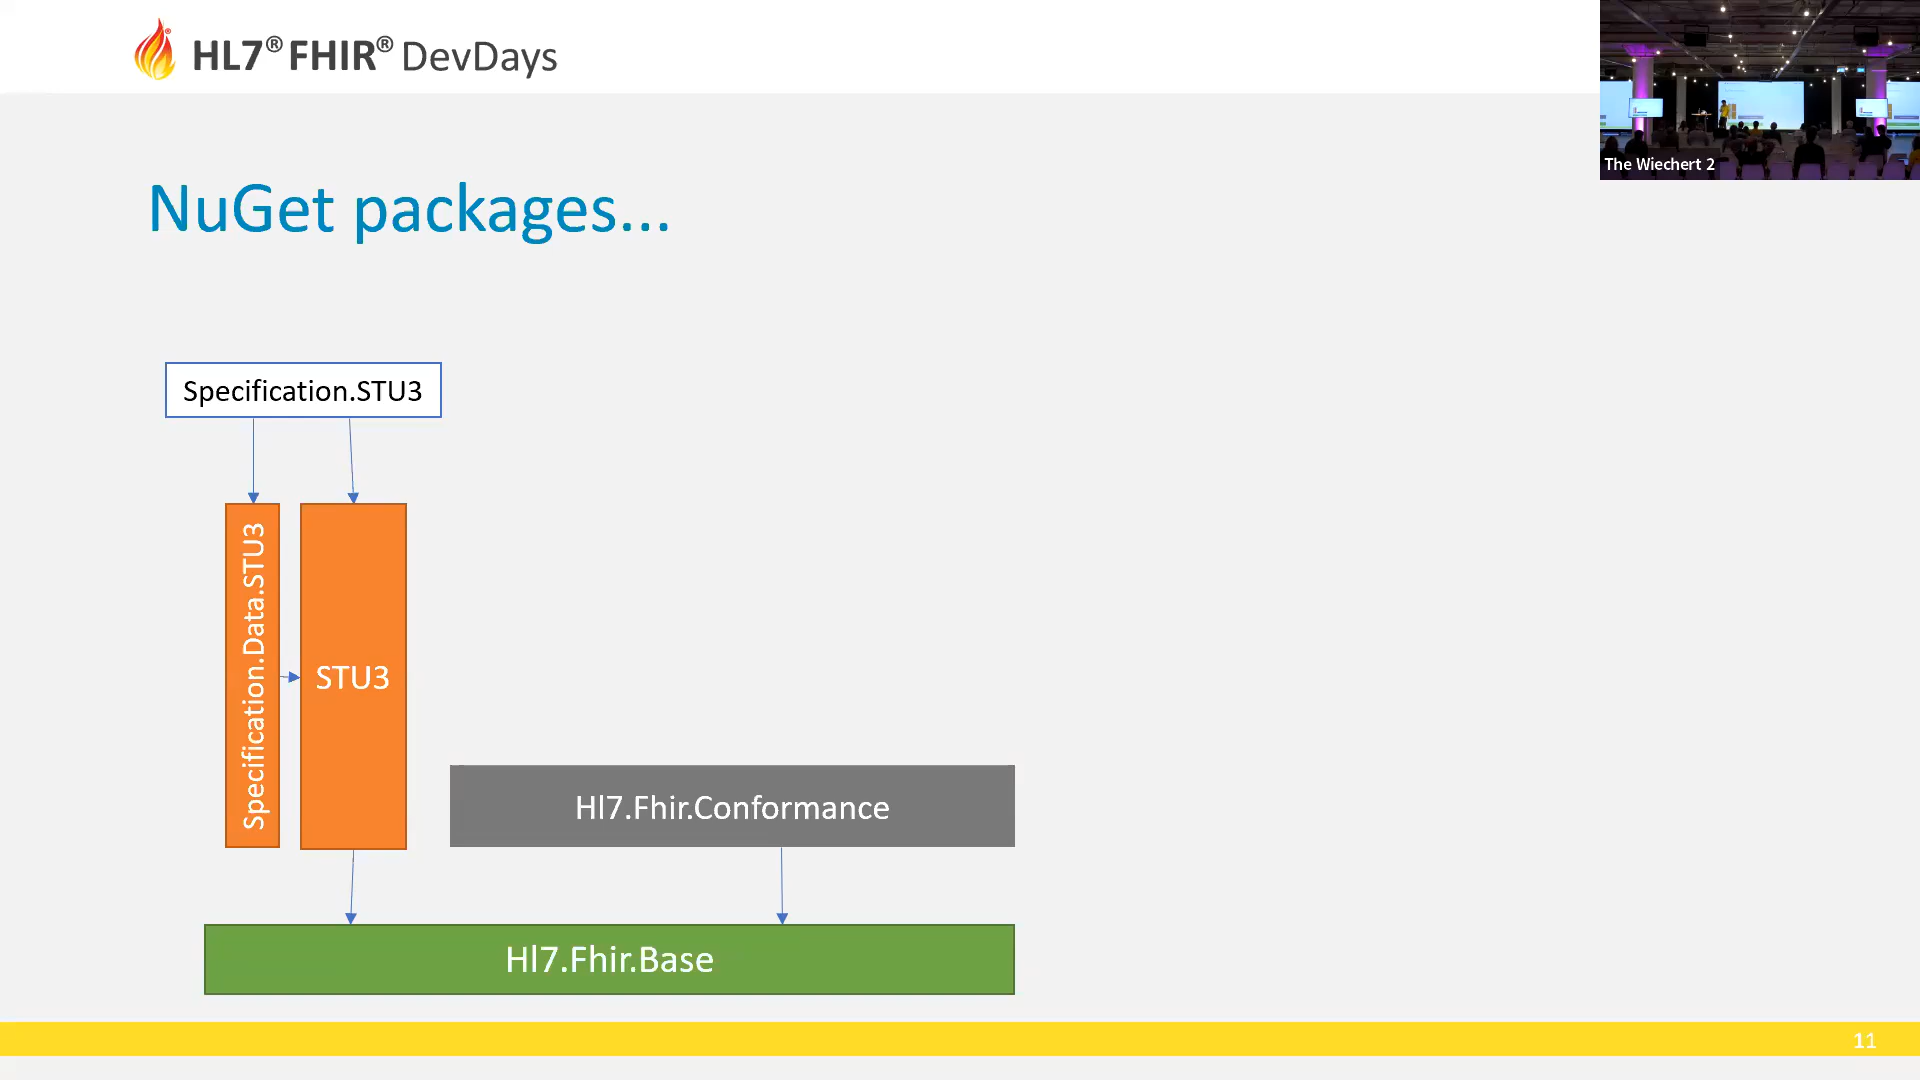 HL7® FHIR® DevDays
The Wiechert 2
NuGet packages...
Specification.STU3
Specification.Data.STU3
STU3
Hl7.Fhir.Conformance
Hl7.Fhir.Base
11